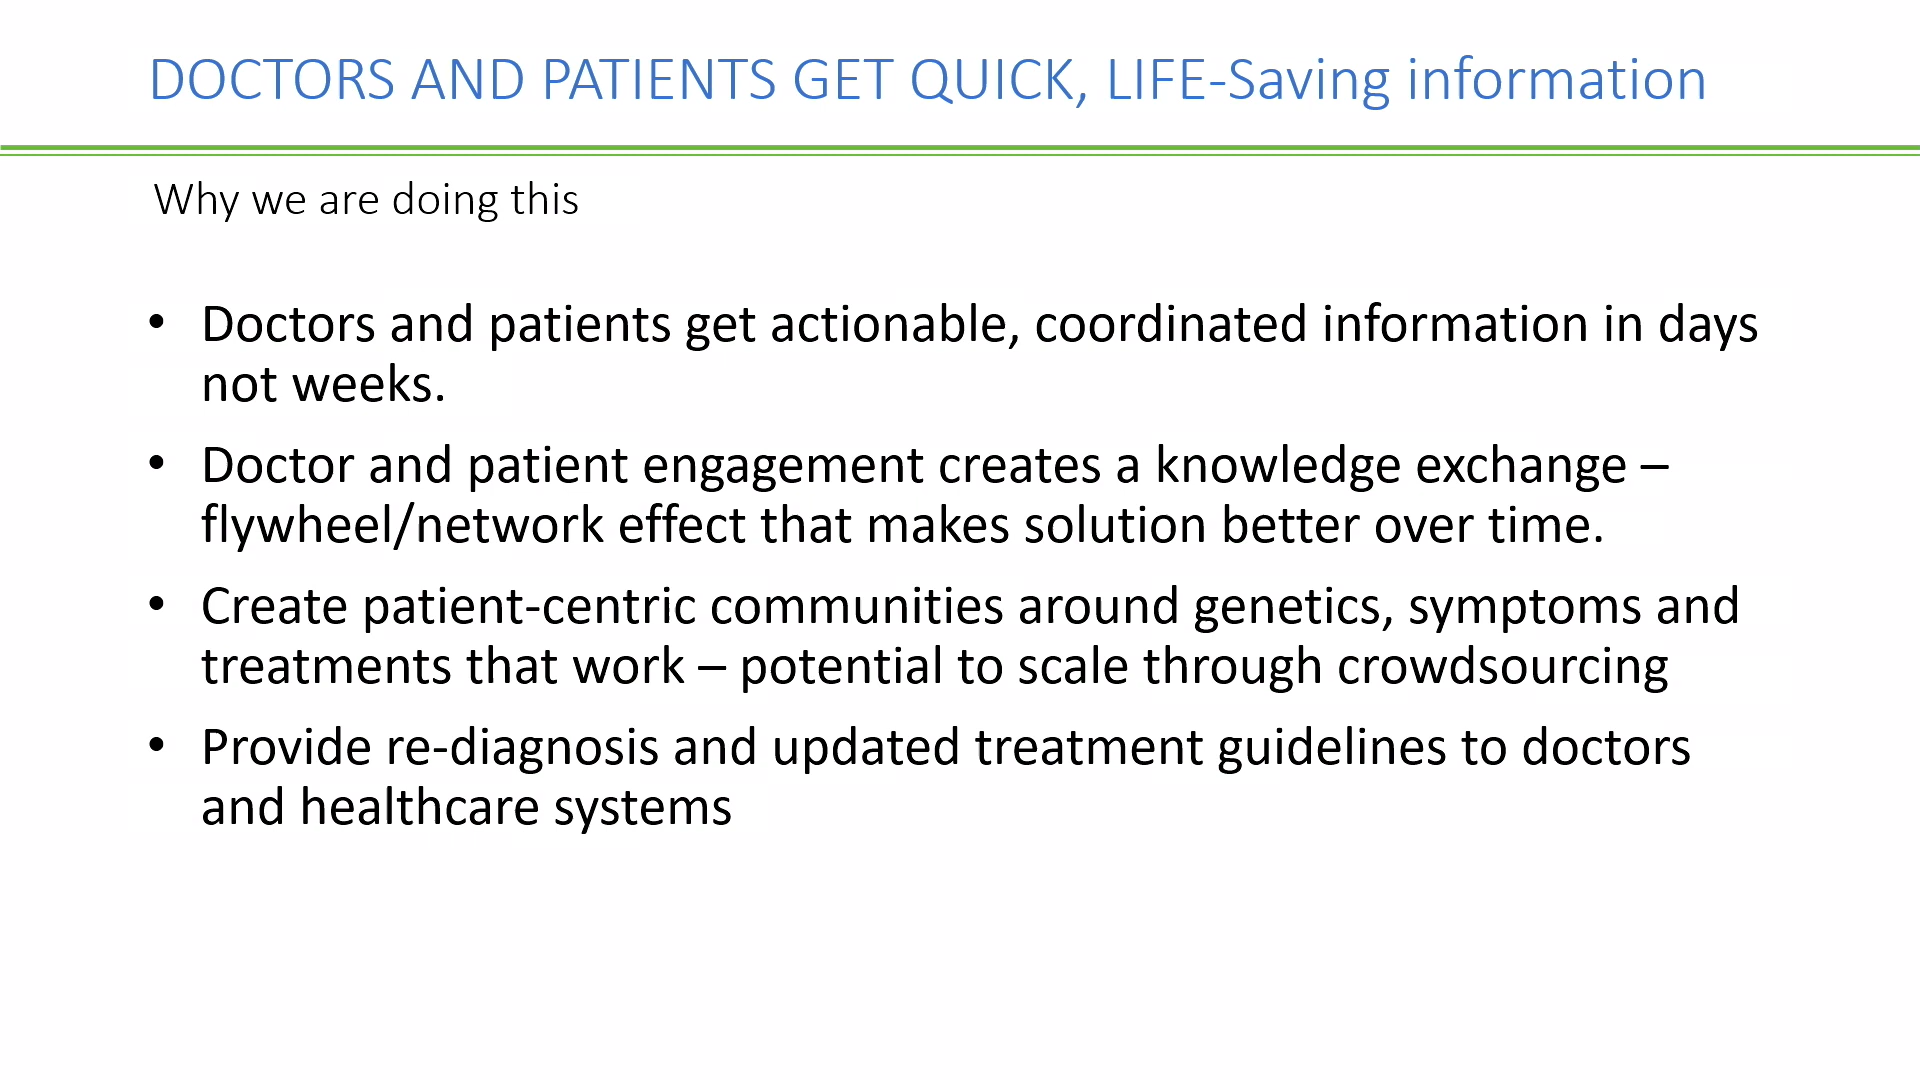 DOCTORS AND PATIENTS GET QUICK, LIFE-Saving information
Why we are doing this
• Doctors and patients get actionable, coordinated information in days
not weeks.
• Doctor and patient engagement creates a knowledge exchange –
flywheel/network effect that makes solution better over time.
• Create patient-centric communities around genetics, symptoms and
treatments that work – potential to scale through crowdsourcing
• Provide re-diagnosis and updated treatment guidelines to doctors
and healthcare systems